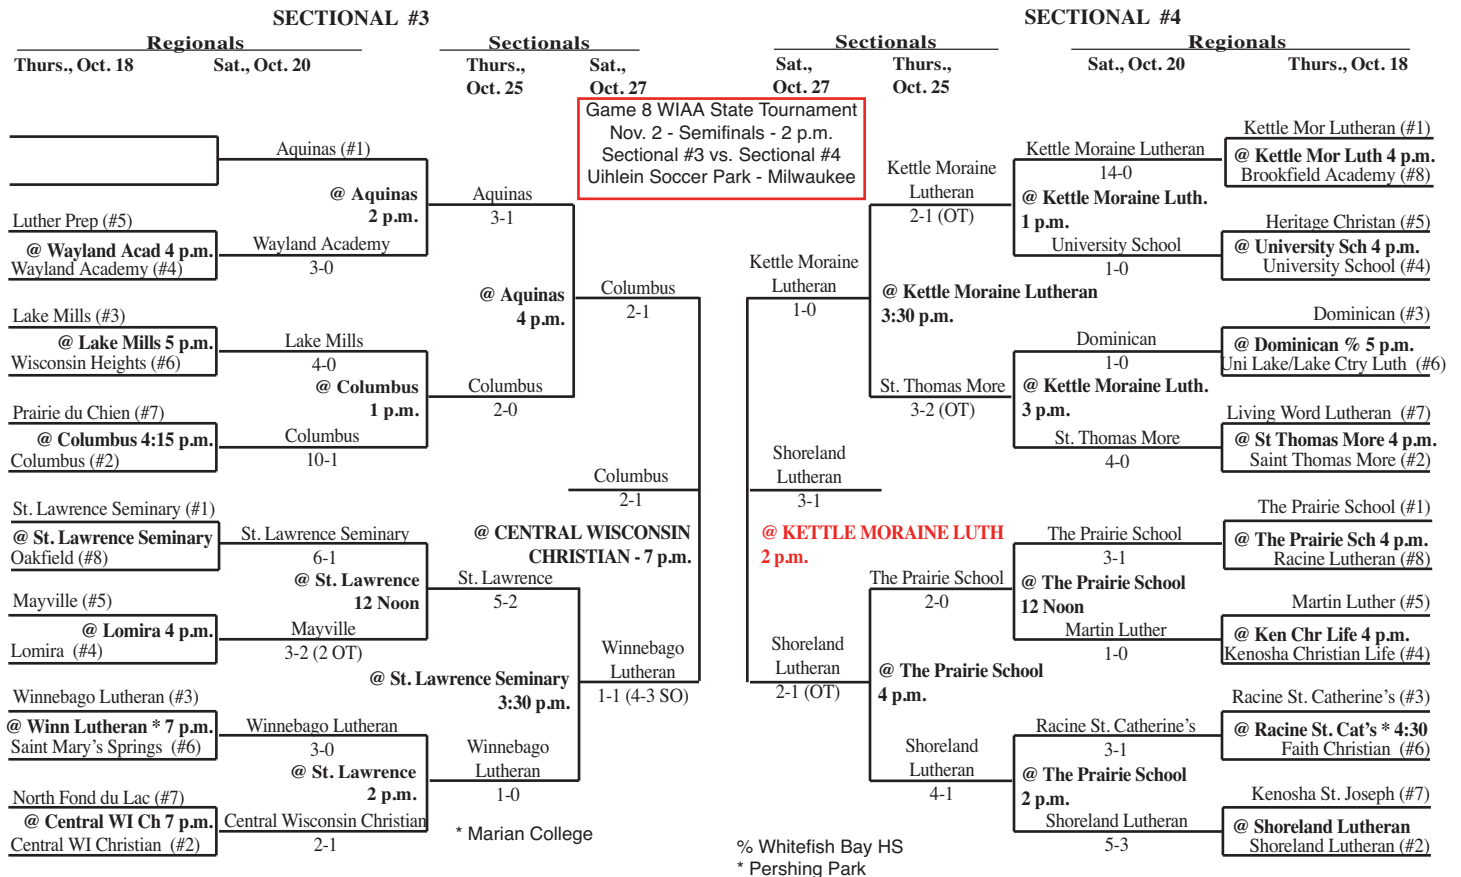 SECTIONAL #3
Regionals
Sectionals
Thurs., Oct. 18
Sat., Oct. 20
Thurs.,
Oct. 25
Sat.,
Oct. 27
Aquinas (#1)
@ Aquinas
2 p.m.
Luther Prep (#5)
@ Wayland Acad 4 p.m.
Wayland Academy (#4)
Wayland Academy
3-0
Aquinas
3-1
@ Aquinas
4 p.m.
Lake Mills (#3)
@ Lake Mills 5 p.m.
Wisconsin Heights (#6)
Lake Mills
4-0
@ Columbus
1 p.m.
Prairie du Chien (#7)
@ Columbus 4:15 p.m.
Columbus (#2)
Columbus
10-1
Columbus
2-0
Columbus
2-1
Columbus
2-1
@ CENTRAL WISCONSIN
CHRISTIAN - 7 p.m.
St. Lawrence Seminary (#1)
@ St. Lawrence Seminary
Oakfield (#8)
St. Lawrence Seminary
6-1
@ St. Lawrence
12 Noon
Mayville (#5)
@ Lomira 4 p.m.
Lomira (#4)
Mayville
3-2 (2 OT)
St. Lawrence
5-2
@ St. Lawrence Seminary
3:30 p.m.
Winnebago
Lutheran
1-1 (4-3 SO)
Winnebago Lutheran (#3)
@ Winn Lutheran * 7 p.m.
Saint Mary's Springs (#6)
Winnebago Lutheran
3-0
@ St. Lawrence
2 p.m.
Winnebago
Lutheran
1-0
North Fond du Lac (#7)
@ Central WI Ch 7 p.m.
Central WI Christian (#2)
Central Wisconsin Christian
2-1
* Marian College
Game 8 WIAA State Tournament
Nov. 2 - Semifinals - 2 p.m.
Sectional #3 vs. Sectional #4
Uihlein Soccer Park - Milwaukee
SECTIONAL #4
Sectionals
Regionals
Sat.,
Oct. 27
Thurs.,
Oct. 25
Sat., Oct. 20
Thurs., Oct. 18
Kettle Mor Lutheran (#1)
@ Kettle Mor Luth 4 p.m.
Brookfield Academy (#8)
Kettle Moraine Lutheran
14-0
@ Kettle Moraine Luth.
1 p.m.
Heritage Christan (#5)
@ University Sch 4 p.m.
University School (#4)
University School
1-0
Kettle Moraine
Lutheran
2-1 (OT)
Kettle Moraine
Lutheran
1-0
@ Kettle Moraine Lutheran
3:30 p.m.
Dominican (#3)
@ Dominican % 5 p.m.
Uni Lake/Lake Ctry Luth (#6)
Dominican
1-0
@ Kettle Moraine Luth.
3 p.m.
St. Thomas More
3-2 (OT)
Living Word Lutheran (#7)
@ St Thomas More 4 p.m.
Saint Thomas More (#2)
St. Thomas More
4-0
Shoreland
Lutheran
3-1
@ KETTLE MORAINE LUTH
2 p.m.
The Prairie School (#1)
@ The Prairie Sch 4 p.m.
Racine Lutheran (#8)
The Prairie School
3-1
@ The Prairie School
12 Noon
The Prairie School
2-0
Martin Luther (#5)
@ Ken Chr Life 4 p.m.
Kenosha Christian Life (#4)
Martin Luther
1-0
Shoreland
Lutheran
2-1 (OT)
@ The Prairie School
4 p.m.
Racine St. Catherine's (#3)
@ Racine St. Cat's * 4:30
Faith Christian (#6)
Racine St. Catherine's
3-1
@ The Prairie School
2 p.m.
Shoreland
Lutheran
4-1
Kenosha St. Joseph (#7)
@ Shoreland Lutheran
Shoreland Lutheran (#2)
Shoreland Lutheran
5-3
% Whitefish Bay HS
* Pershing Park